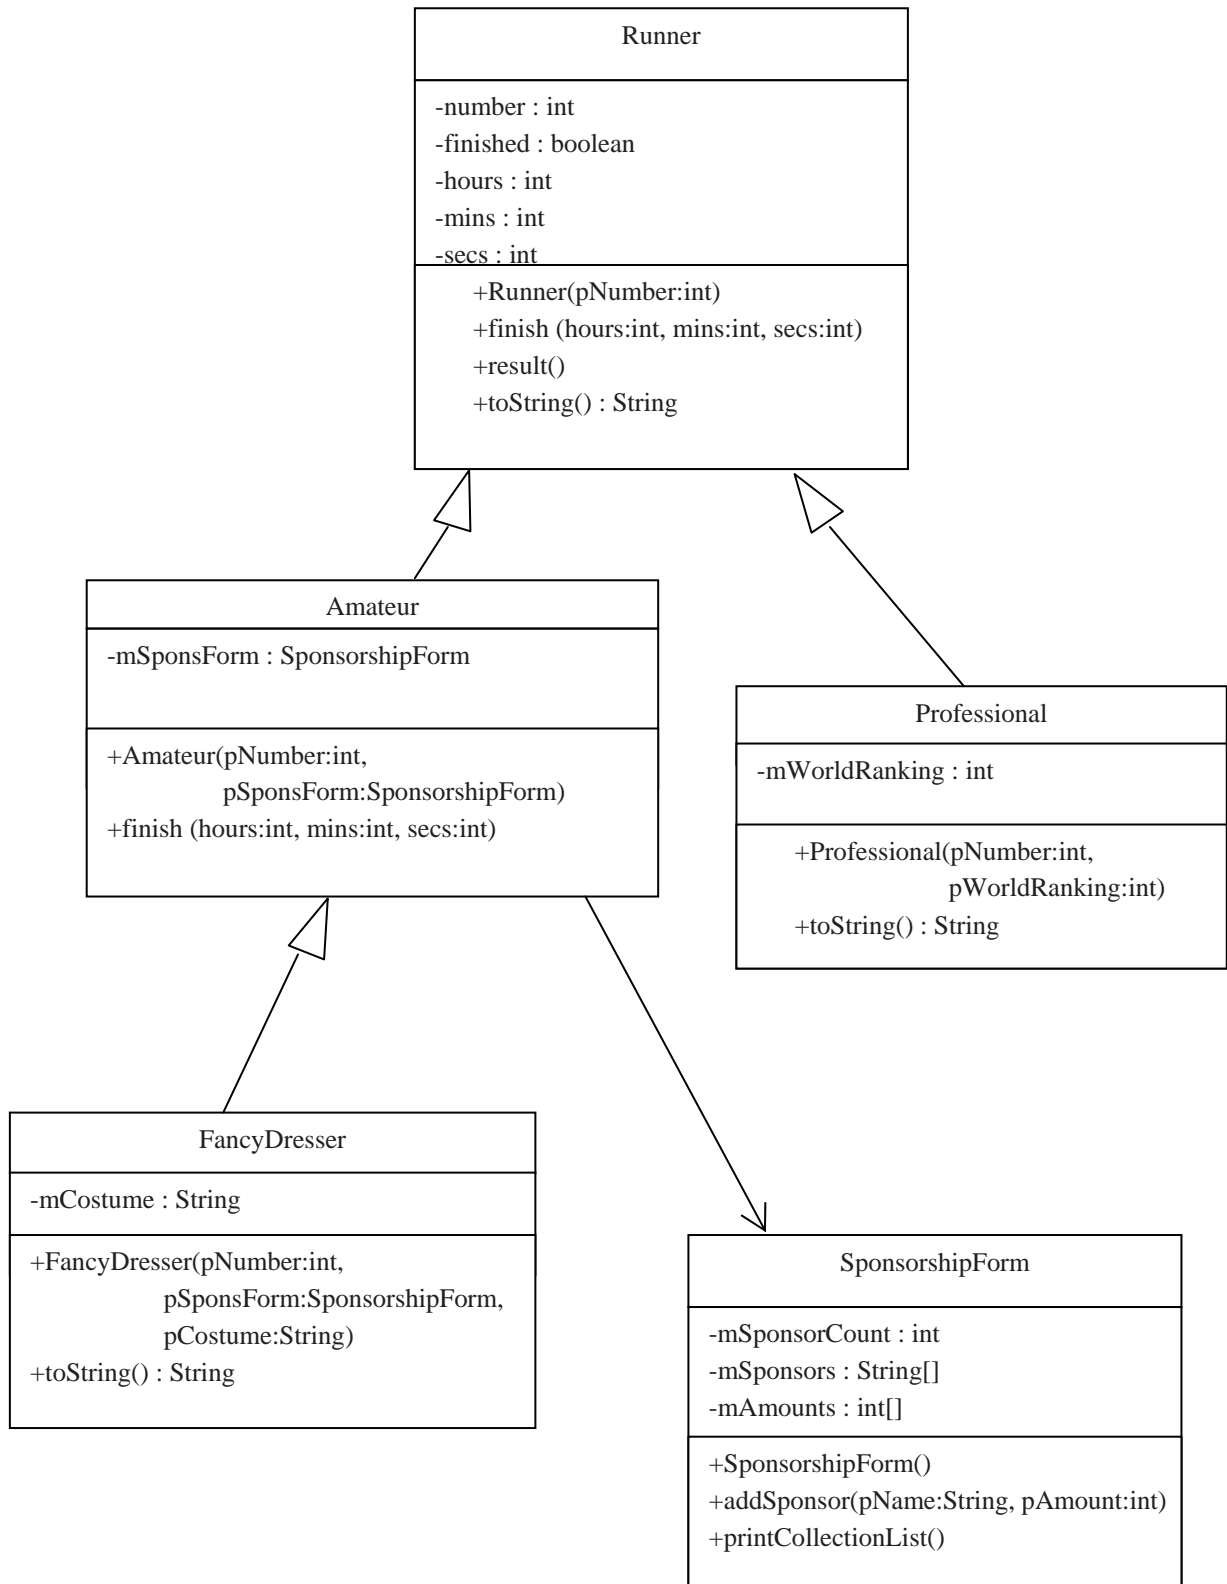 Runner
-number : int
-finished : boolean
-hours : int
-mins : int
-secs : int
+Runner(pNumber:int)
+finish (hours:int, mins:int, secs:int)
+result()
+toString() : String
Amateur
-mSponsForm : SponsorshipForm
+Amateur(pNumber:int,
pSponsForm:SponsorshipForm)
+finish (hours:int, mins:int, secs:int)
Professional
-mWorldRanking : int
+Professional(pNumber:int,
pWorldRanking:int)
+toString() : String
FancyDresser
-mCostume : String
+FancyDresser(pNumber:int,
pSponsForm:SponsorshipForm,
pCostume:String)
+toString() : String
SponsorshipForm
-mSponsorCount : int
-mSponsors : String[]
-mAmounts : int[]
+SponsorshipForm()
+addSponsor(pName:String, pAmount:int)
+printCollectionList()